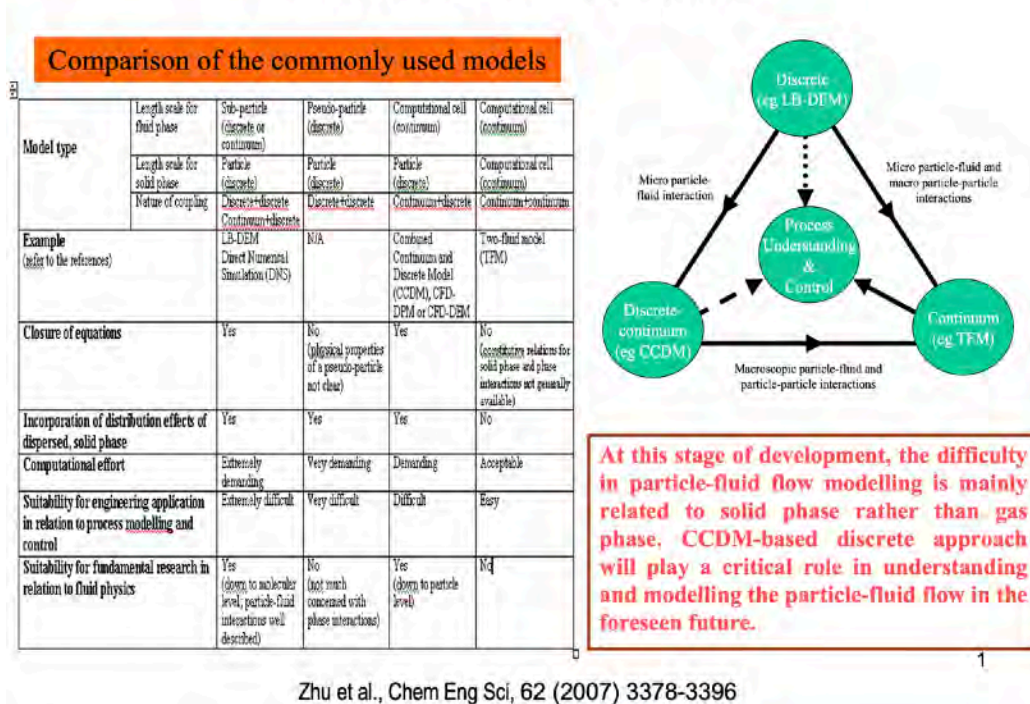 Comparison of the commonly used models
Model type
Length scale for
fluid phase
Sub-particle
(discrete or
continuum)
Pseudo-particle
(discrete)
Computational cell
(continuum)
Computational cell
(continuum)
Length scale for
solid phase
Particle
(discrete)
Particle
(discrete)
Particle
(discrete)
Computational cell
(continuum)
Nature of coupling
Discrete+discrete
Continuum+discrete
Discrete+discrete
Continuum+discrete
Continuum+continuum
Example
(refer to the references)
LB-DEM
Direct Numerical
Simulation (DNS)
N/A
Combined
Continuum and
Discrete Model
(CCDM), CFD-
DPM or CFD-DEM
Two-fluid model
(TFM)
Closure of equations
Yes
No
(physical properties
of a pseudo-particle
not clear)
Yes
No
(constitutive relations for
solid phase and phase
interactions not generally
available)
Incorporation of distribution effects of
dispersed, solid phase
Yes
Yes
Yes
No
Computational effort
Extremely
demanding
Very demanding
Demanding
Acceptable
Suitability for engineering application
in relation to process modelling and
control
Extremely difficult
Very difficult
Difficult
Easy
Suitability for fundamental research in
relation to fluid physics
Yes
(down to molecular
level; particle-fluid
interactions well
described)
No
(not much
concerned with
phase interactions)
Yes
(down to particle
level)
No
Discrete
(eg LB-DEM)
Micro particle-
fluid interaction
Micro particle-fluid and
macro particle-particle
interactions
Process
Understanding
&
Control
Discrete-
continuum
(eg CCDM)
Continuum
(eg TFM)
Macroscopic particle-fluid and
particle-particle interactions
At this stage of development, the difficulty
in particle-fluid flow modelling is mainly
related to solid phase rather than gas
phase. CCDM-based discrete approach
will play a critical role in understanding
and modelling the particle-fluid flow in the
foreseen future.
1
Zhu et al., Chem Eng Sci, 62 (2007) 3378-3396